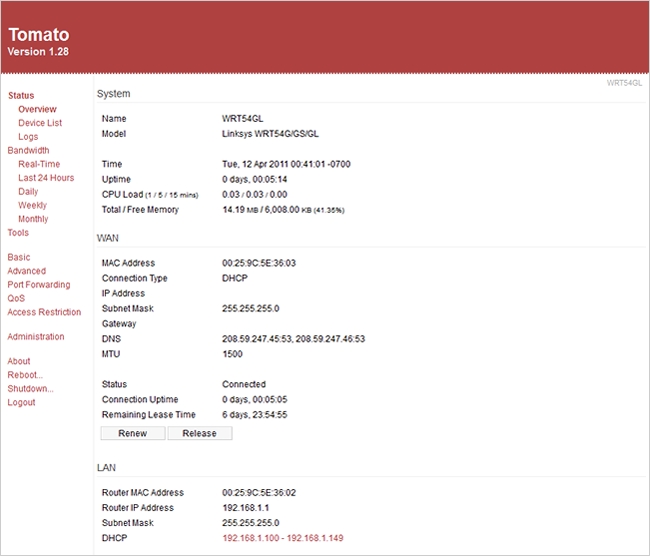 Tomato
Version 1.28
WRT54GL
Status
Overview
Device List
Logs
Bandwidth
Real-Time
Last 24 Hours
Daily
Weekly
Monthly
Tools
Basic
Advanced
Port Forwarding
QoS
Access Restriction
Administration
About
Reboot...
Shutdown...
Logout
System
Name WRT54GL
Model Linksys WRT54G/GS/GL
Time Tue, 12 Apr 2011 00:41:01 -0700
Uptime 0 days, 00:05:14
CPU Load (1 / 5 / 15 mins) 0.03 / 0.03 / 0.00
Total / Free Memory 14.19 MB / 6,008.00 KB (41.35%)
WAN
MAC Address 00:25:9C:5E:36:03
Connection Type DHCP
IP Address
Subnet Mask 255.255.255.0
Gateway
DNS 208.59.247.45:53, 208.59.247.46:53
MTU 1500
Status Connected
Connection Uptime 0 days, 00:05:05
Remaining Lease Time 6 days, 23:54:55
Renew Release
LAN
Router MAC Address 00:25:9C:5E:36:02
Router IP Address 192.168.1.1
Subnet Mask 255.255.255.0
DHCP 192.168.1.100 - 192.168.1.149